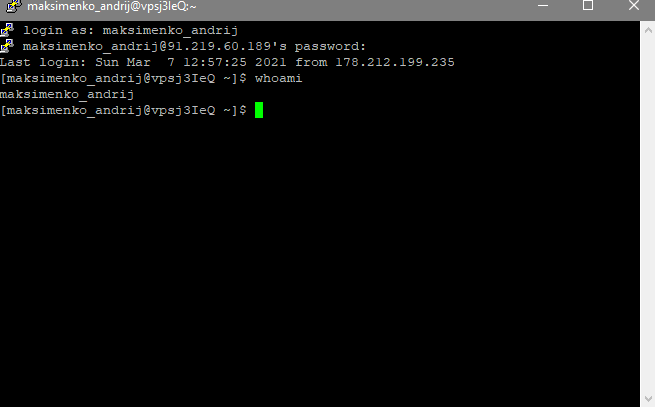 maksimenko_andrij@vpsj3IeQ:~
login as: maksimenko_andrij
maksimenko_andrij@91.219.60.189's password:
Last login: Sun Mar  7 12:57:25 2021 from 178.212.199.235
[maksimenko_andrij@vpsj3IeQ ~]$ whoami
maksimenko_andrij
[maksimenko_andrij@vpsj3IeQ ~]$